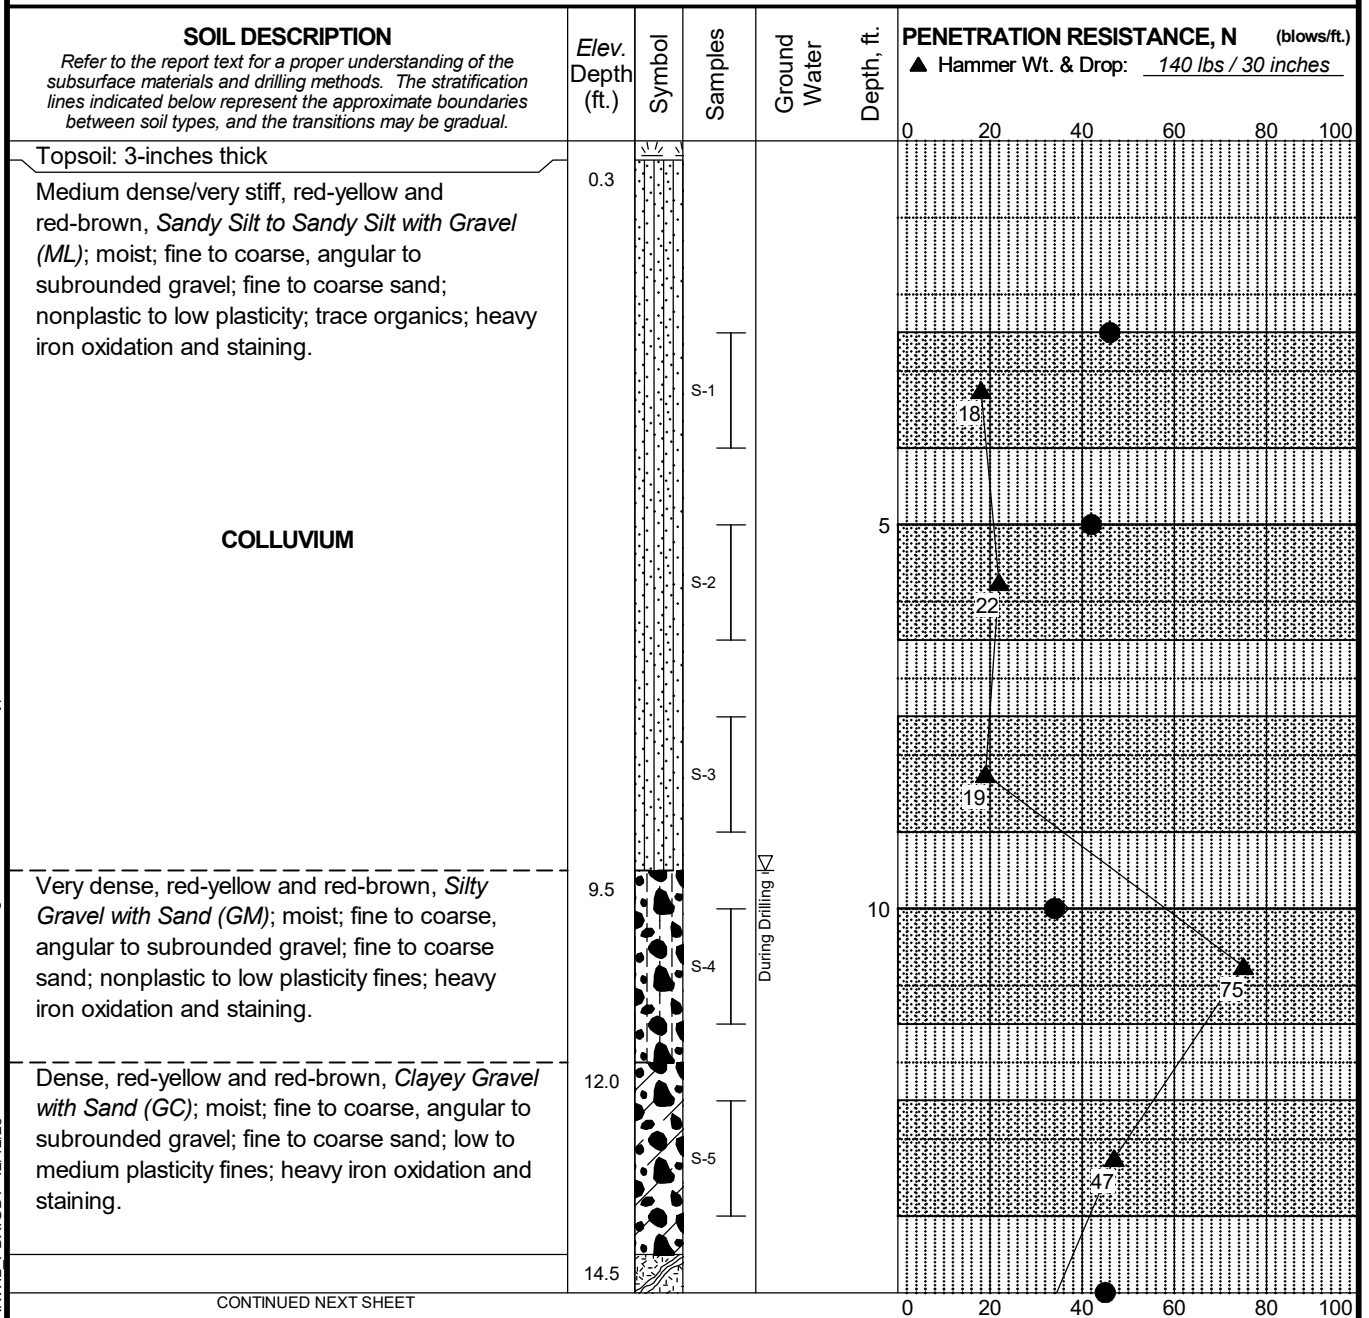 SOIL DESCRIPTION
Refer to the report text for a proper understanding of the
subsurface materials and drilling methods. The stratification
lines indicated below represent the approximate boundaries
between soil types, and the transitions may be gradual.
Elev.
Depth
(ft.)
Symbol
Samples
Ground
Water
Depth, ft.
PENETRATION RESISTANCE, N (blows/ft.)
▲ Hammer Wt. & Drop: 140 lbs / 30 inches
0 20 40 60 80 100
Topsoil: 3-inches thick
0.3
Medium dense/very stiff, red-yellow and
red-brown, Sandy Silt to Sandy Silt with Gravel
(ML); moist; fine to coarse, angular to
subrounded gravel; fine to coarse sand;
nonplastic to low plasticity; trace organics; heavy
iron oxidation and staining.
S-1
18
COLLUVIUM
5
S-2
22
S-3
19
Very dense, red-yellow and red-brown, Silty
Gravel with Sand (GM); moist; fine to coarse,
angular to subrounded gravel; fine to coarse
sand; nonplastic to low plasticity fines; heavy
iron oxidation and staining.
9.5
During Drilling
10
S-4
75
Dense, red-yellow and red-brown, Clayey Gravel
with Sand (GC); moist; fine to coarse, angular to
subrounded gravel; fine to coarse sand; low to
medium plasticity fines; heavy iron oxidation and
staining.
12.0
S-5
47
14.5
CONTINUED NEXT SHEET
0 20 40 60 80 100